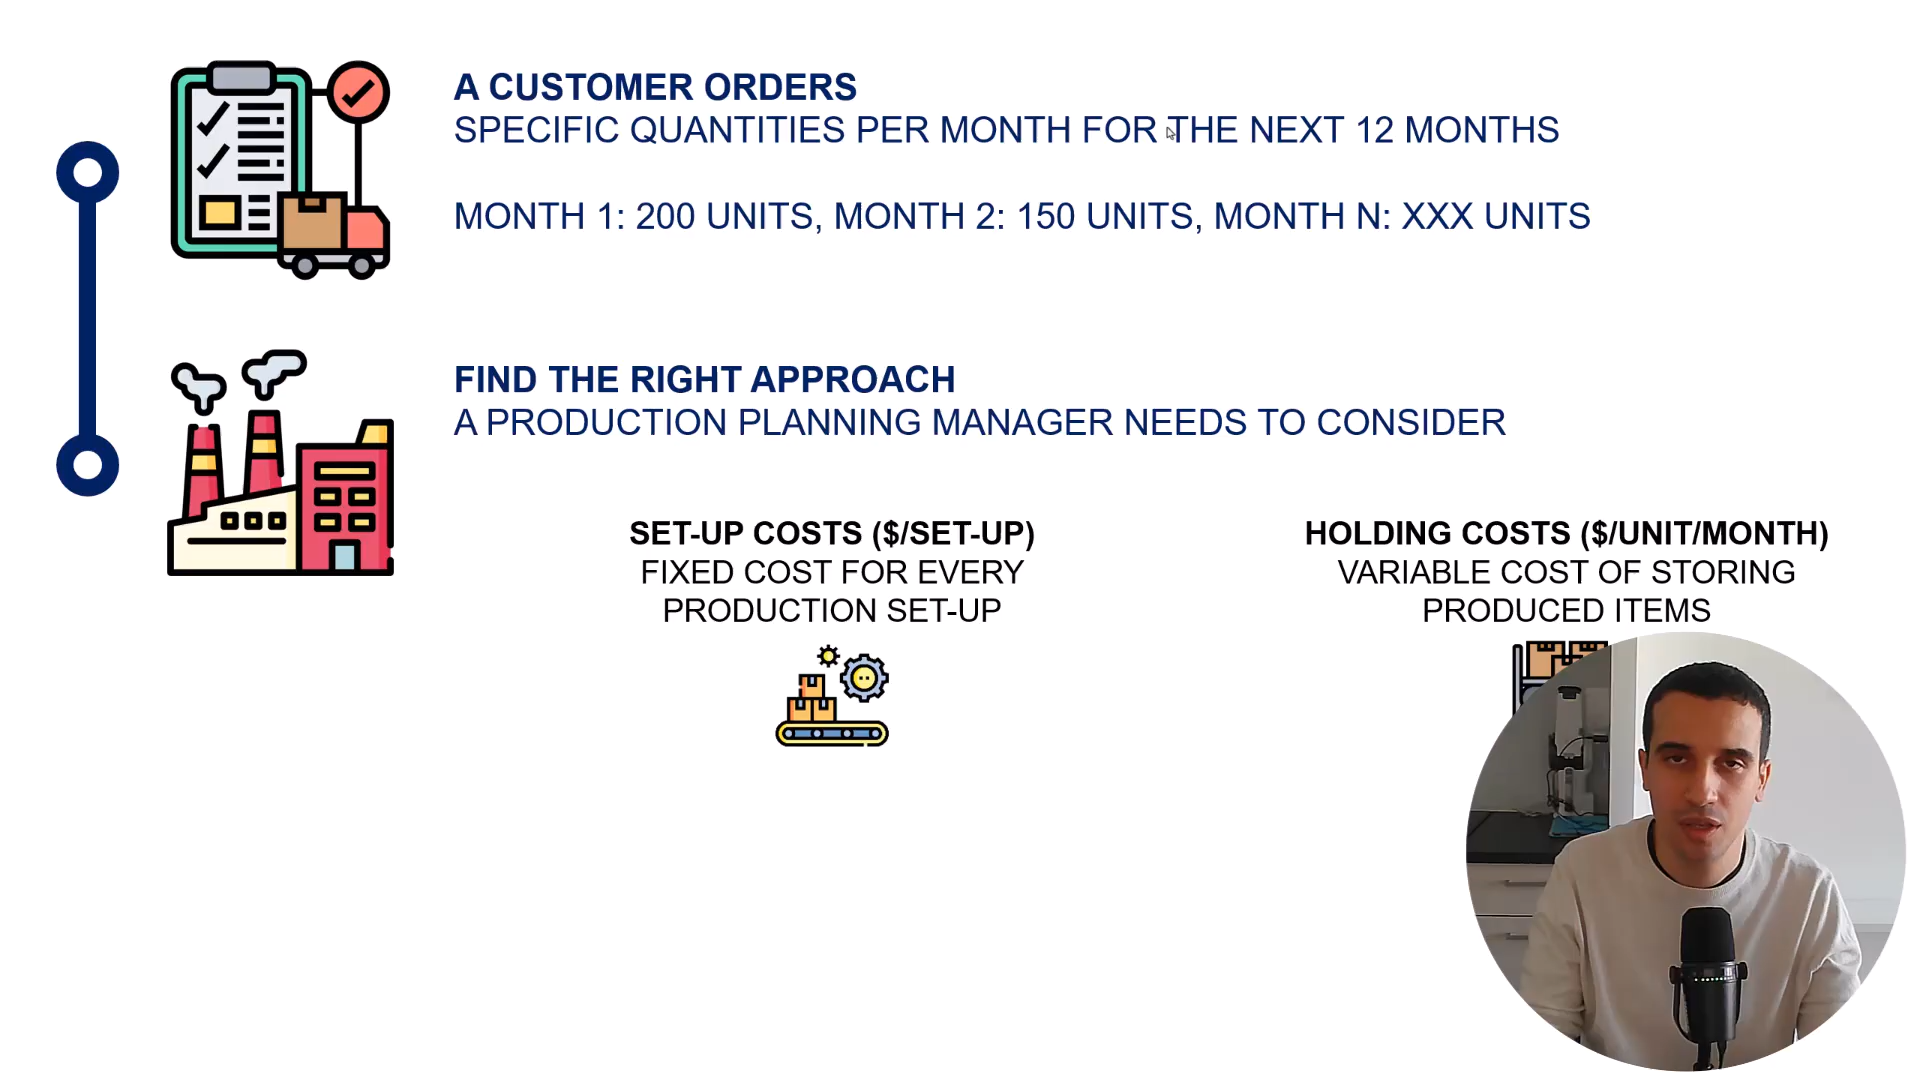 A CUSTOMER ORDERS
SPECIFIC QUANTITIES PER MONTH FOR THE NEXT 12 MONTHS
MONTH 1: 200 UNITS, MONTH 2: 150 UNITS, MONTH N: XXX UNITS
FIND THE RIGHT APPROACH
A PRODUCTION PLANNING MANAGER NEEDS TO CONSIDER
SET-UP COSTS ($/SET-UP)
FIXED COST FOR EVERY
PRODUCTION SET-UP
HOLDING COSTS ($/UNIT/MONTH)
VARIABLE COST OF STORING
PRODUCED ITEMS